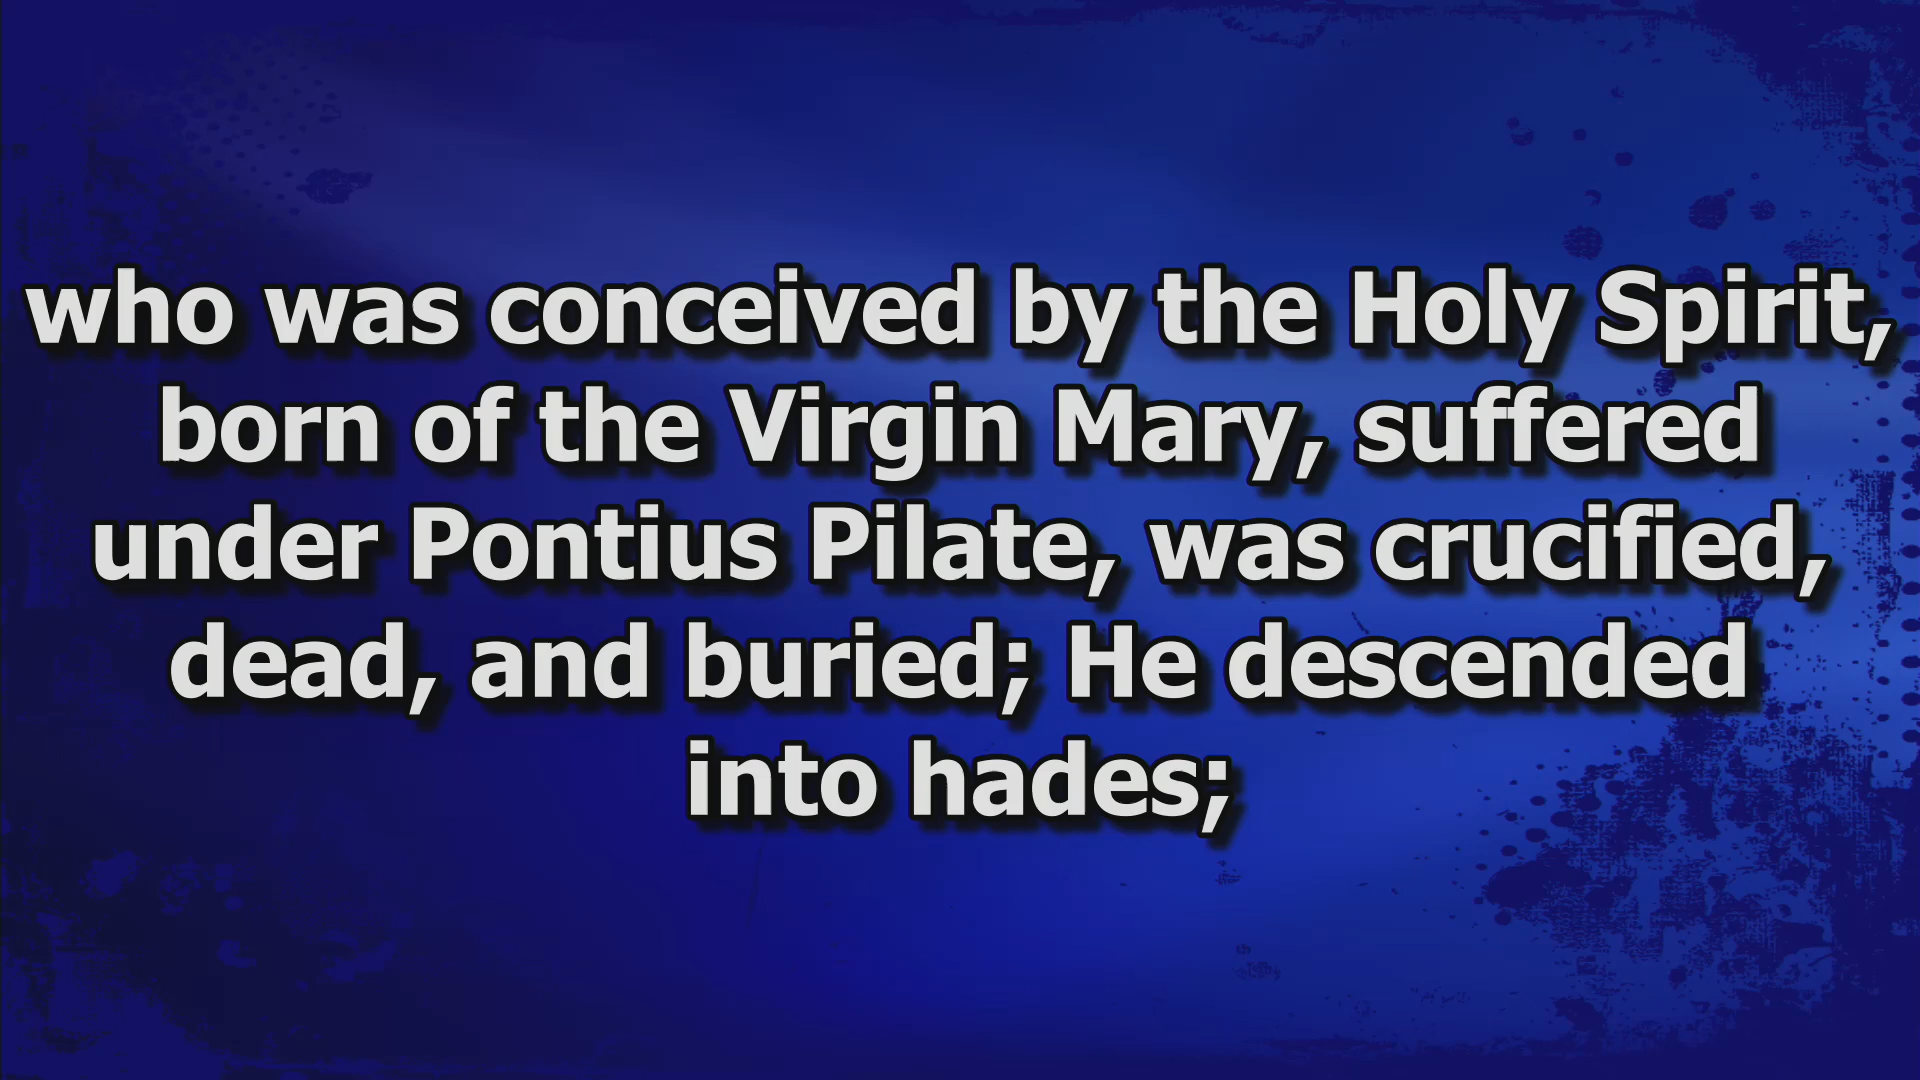 who was conceived by the Holy Spirit,
born of the Virgin Mary, suffered
under Pontius Pilate, was crucified,
dead, and buried; He descended
into hades;